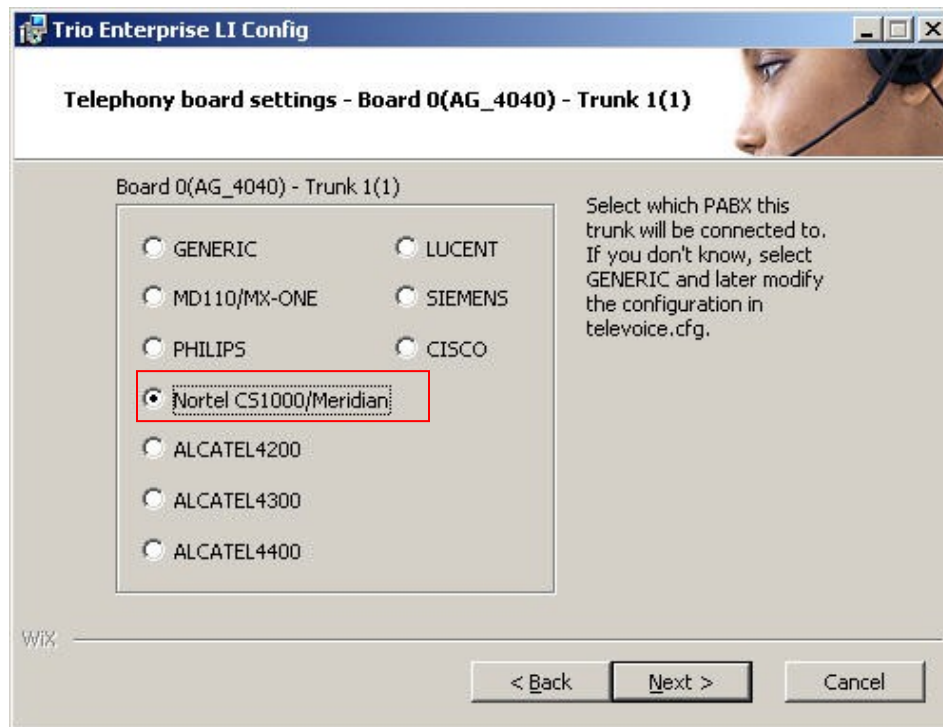 Trio Enterprise LI Config
Telephony board settings - Board 0(AG_4040) - Trunk 1(1)
Board 0(AG_4040) - Trunk 1(1)
GENERIC
MD110/MX-ONE
PHILIPS
Nortel CS1000/Meridian
ALCATEL4200
ALCATEL4300
ALCATEL4400
LUCENT
SIEMENS
CISCO
Select which PABX this
trunk will be connected to.
If you don't know, select
GENERIC and later modify
the configuration in
televoice.cfg.
WiX
< Back
Next >
Cancel